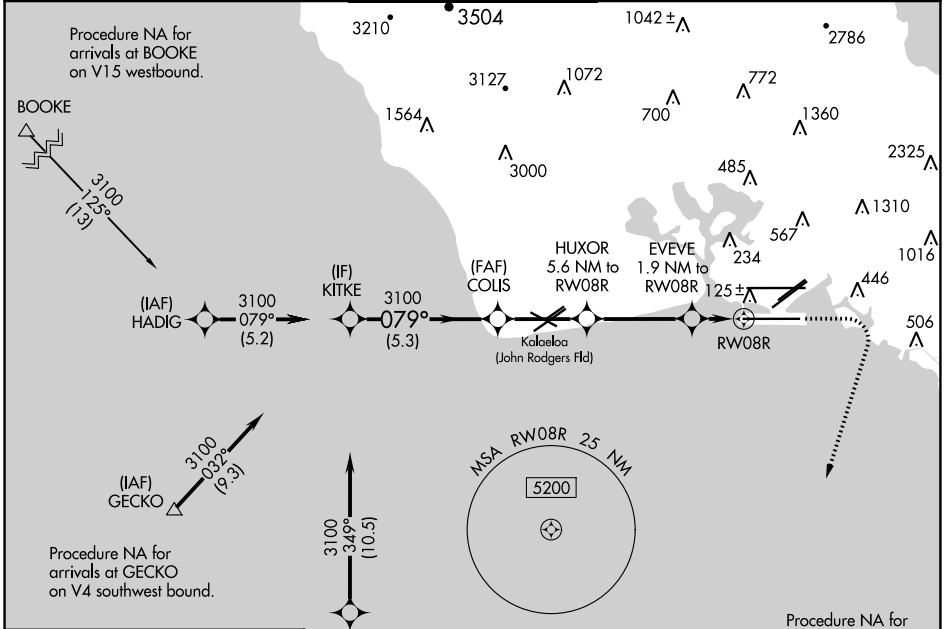 Procedure NA for
arrivals at BOOKE
on V15 westbound.
3210
3504
1042 ±
2786
3127
1072
772
700
1564
1360
BOOKE
3000
2325
485
3100
125°
(13)
1310
567
234
1016
(FAF)
COLIS
HUXOR
5.6 NM to
RW08R
EVEVE
1.9 NM to
RW08R
125 ±
446
(IF)
KITKE
(IAF)
HADIG
3100
079°
(5.2)
3100
079°
(5.3)
Kalaeloa
(John Rodgers Fld)
RW08R
506
3100
032°
(9.3)
(IAF)
GECKO
MSA RW08R 25 NM
5200
3100
349°
(10.5)
Procedure NA for
arrivals at GECKO
on V4 southwest bound.
Procedure NA for